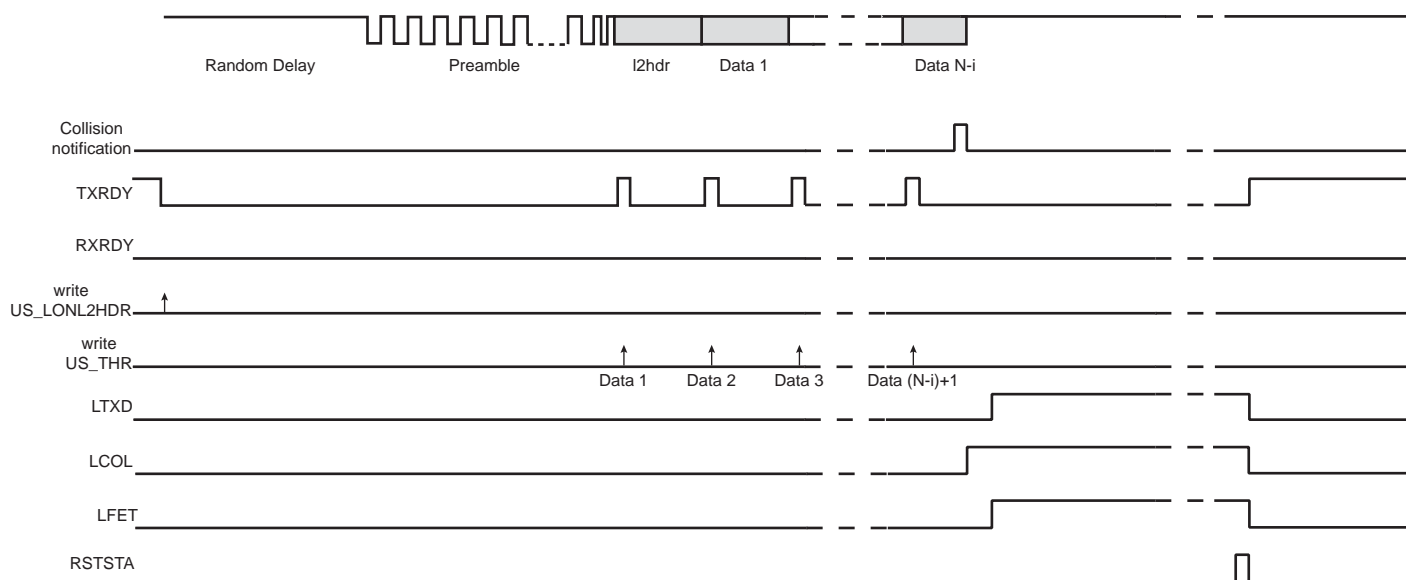 Random Delay
Preamble
l2hdr
Data 1
Data N-i
Collision
notification
TXRDY
RXRDY
write
US_LONL2HDR
write
US_THR
Data 1
Data 2
Data 3
Data (N-i)+1
LTXD
LCOL
LFET
RSTSTA